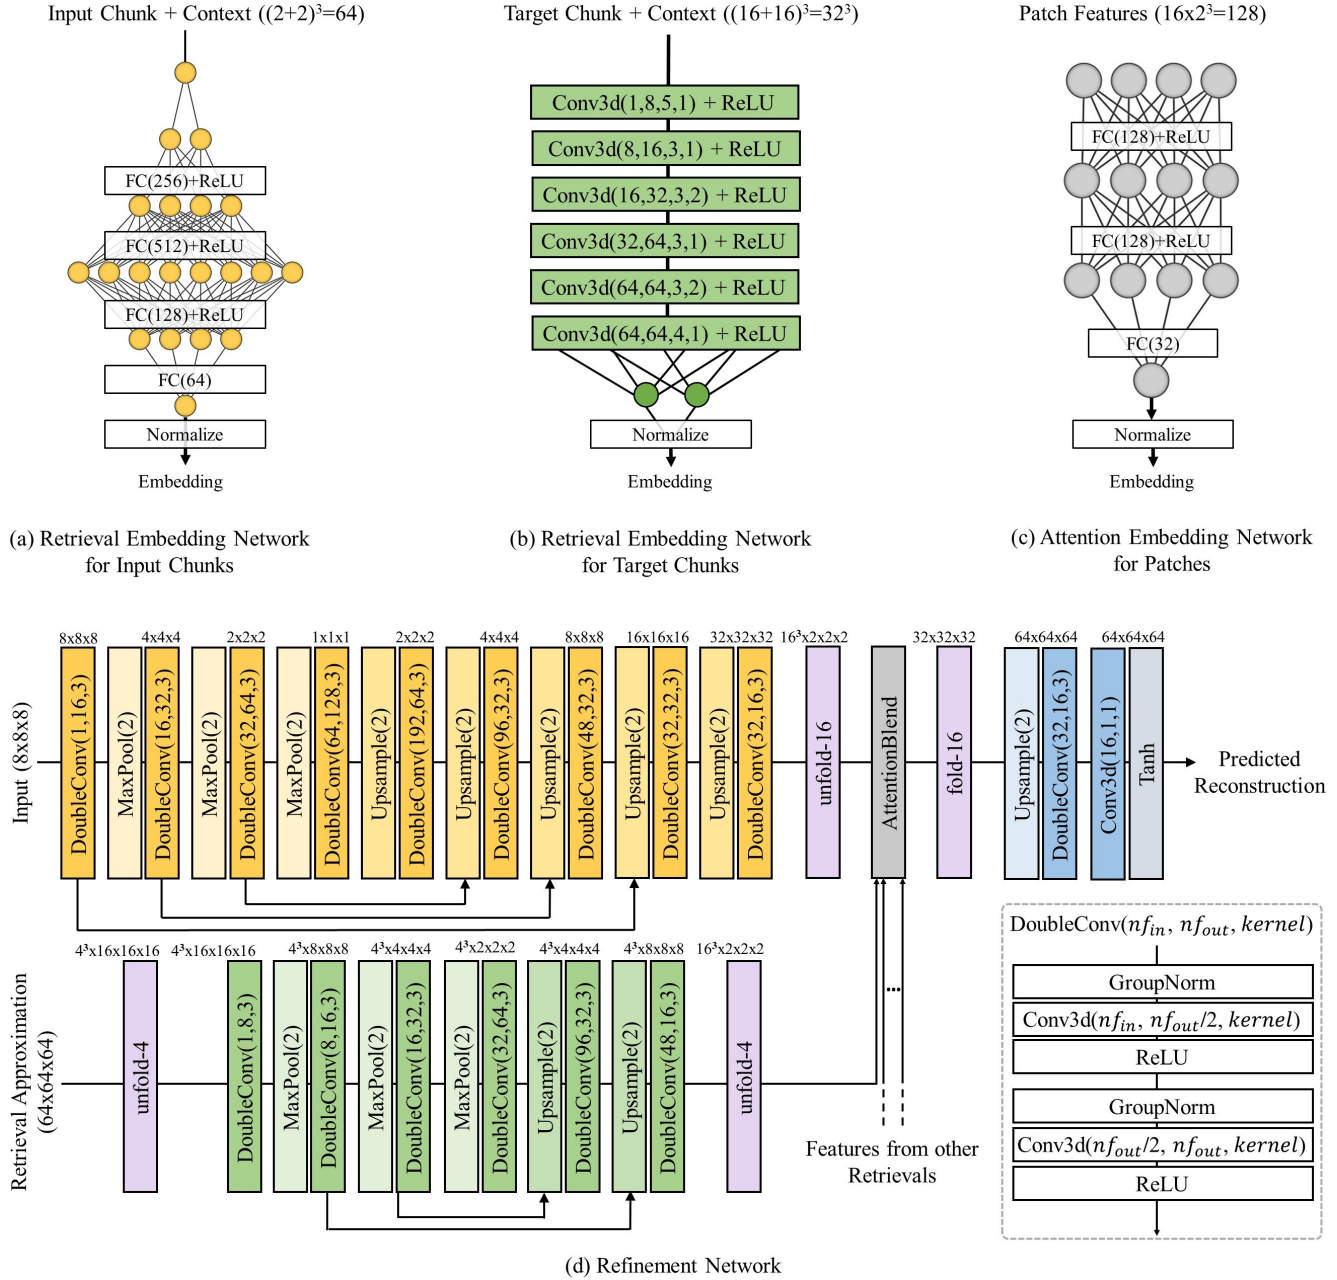 Input Chunk + Context ((2+2)³=64)
FC(256)+ReLU
FC(512)+ReLU
FC(128)+ReLU
FC(64)
Normalize
Embedding
(a) Retrieval Embedding Network
for Input Chunks
Target Chunk + Context ((16+16)³=32³)
Conv3d(1,8,5,1) + ReLU
Conv3d(8,16,3,1) + ReLU
Conv3d(16,32,3,2) + ReLU
Conv3d(32,64,3,1) + ReLU
Conv3d(64,64,3,2) + ReLU
Conv3d(64,64,4,1) + ReLU
Normalize
Embedding
(b) Retrieval Embedding Network
for Target Chunks
Patch Features (16x2³=128)
FC(128)+ReLU
FC(128)+ReLU
FC(32)
Normalize
Embedding
(c) Attention Embedding Network
for Patches
Input (8x8x8)
8x8x8
DoubleConv(1,16,3)
MaxPool(2)
4x4x4
DoubleConv(16,32,3)
MaxPool(2)
2x2x2
DoubleConv(32,64,3)
MaxPool(2)
1x1x1
DoubleConv(64,128,3)
Upsample(2)
2x2x2
DoubleConv(192,64,3)
Upsample(2)
4x4x4
DoubleConv(96,32,3)
Upsample(2)
8x8x8
DoubleConv(48,32,3)
Upsample(2)
16x16x16
DoubleConv(32,32,3)
Upsample(2)
32x32x32
DoubleConv(32,16,3)
16³x2x2x2
unfold-16
AttentionBlend
32x32x32
fold-16
Upsample(2)
64x64x64
DoubleConv(32,16,3)
64x64x64
Conv3d(16,1,1)
Tanh
Predicted
Reconstruction
Retrieval Approximation
(64x64x64)
4³x16x16x16
unfold-4
4³x16x16x16
DoubleConv(1,8,3)
MaxPool(2)
4³x8x8x8
DoubleConv(8,16,3)
MaxPool(2)
4³x4x4x4
DoubleConv(16,32,3)
MaxPool(2)
4³x2x2x2
DoubleConv(32,64,3)
Upsample(2)
4³x4x4x4
DoubleConv(96,32,3)
Upsample(2)
4³x8x8x8
DoubleConv(48,16,3)
16³x2x2x2
unfold-4
...
Features from other
Retrievals
DoubleConv(nf_in, nf_out, kernel)
GroupNorm
Conv3d(nf_in, nf_out/2, kernel)
ReLU
GroupNorm
Conv3d(nf_out/2, nf_out, kernel)
ReLU
(d) Refinement Network